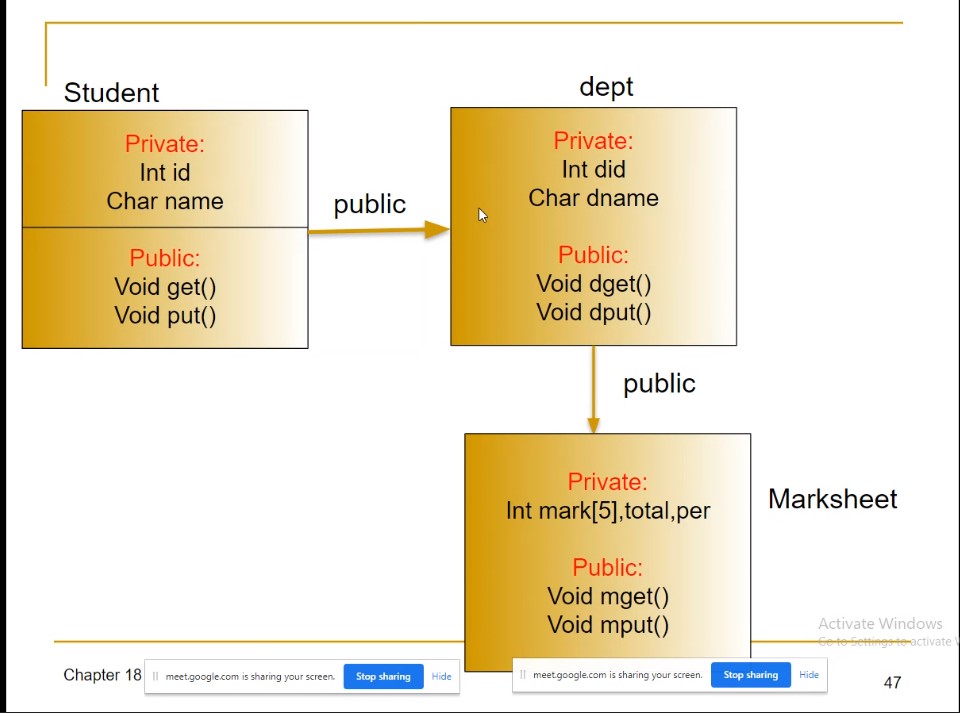 Student
Private:
Int id
Char name
Public:
Void get()
Void put()
public
dept
Private:
Int did
Char dname
Public:
Void dget()
Void dput()
public
Private:
Int mark[5],total,per
Public:
Void mget()
Void mput()
Marksheet
Activate Windows
Go to Settings to activate
Chapter 18
meet.google.com is sharing your screen. Stop sharing Hide
meet.google.com is sharing your screen. Stop sharing Hide
47